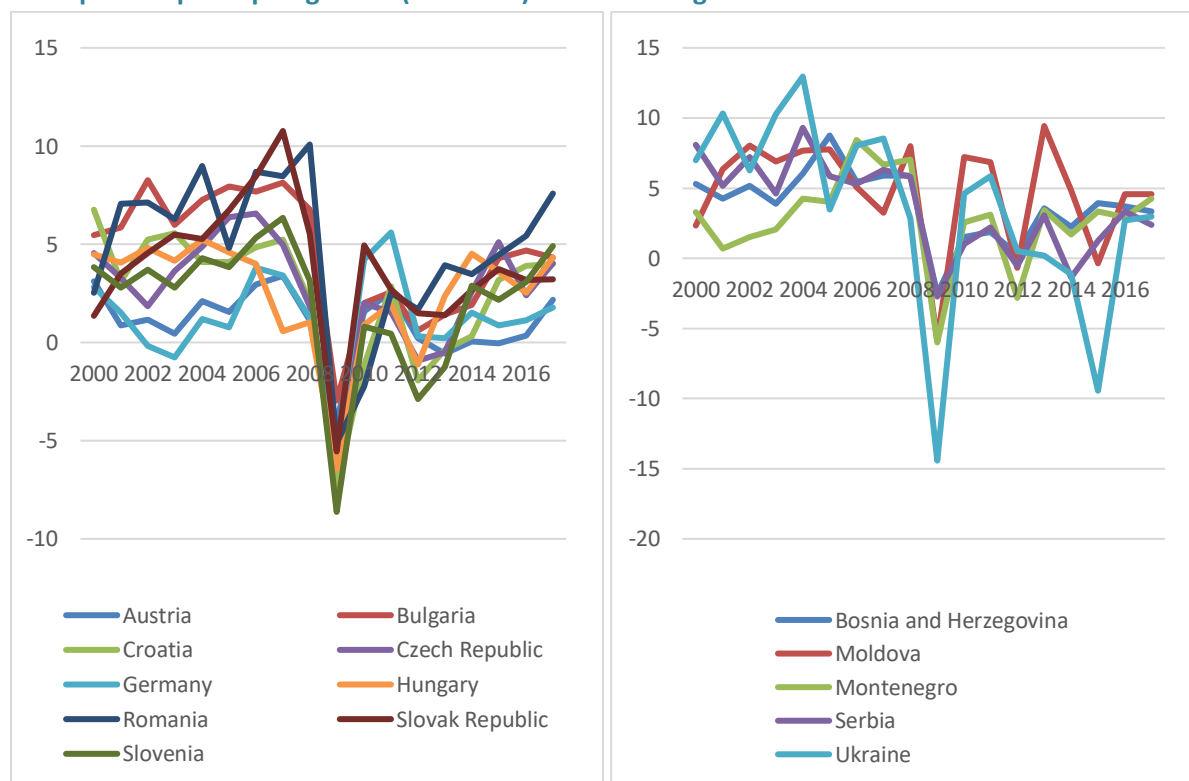 15
10
5
0
2000 2002 2004 2006 2008 2010 2012 2014 2016
-5
-10
Austria Bulgaria
Croatia Czech Republic
Germany Hungary
Romania Slovak Republic
Slovenia
15
10
5
0
2000 2002 2004 2006 2008 2010 2012 2014 2016
-5
-10
-15
-20
Bosnia and Herzegovina
Moldova
Montenegro
Serbia
Ukraine